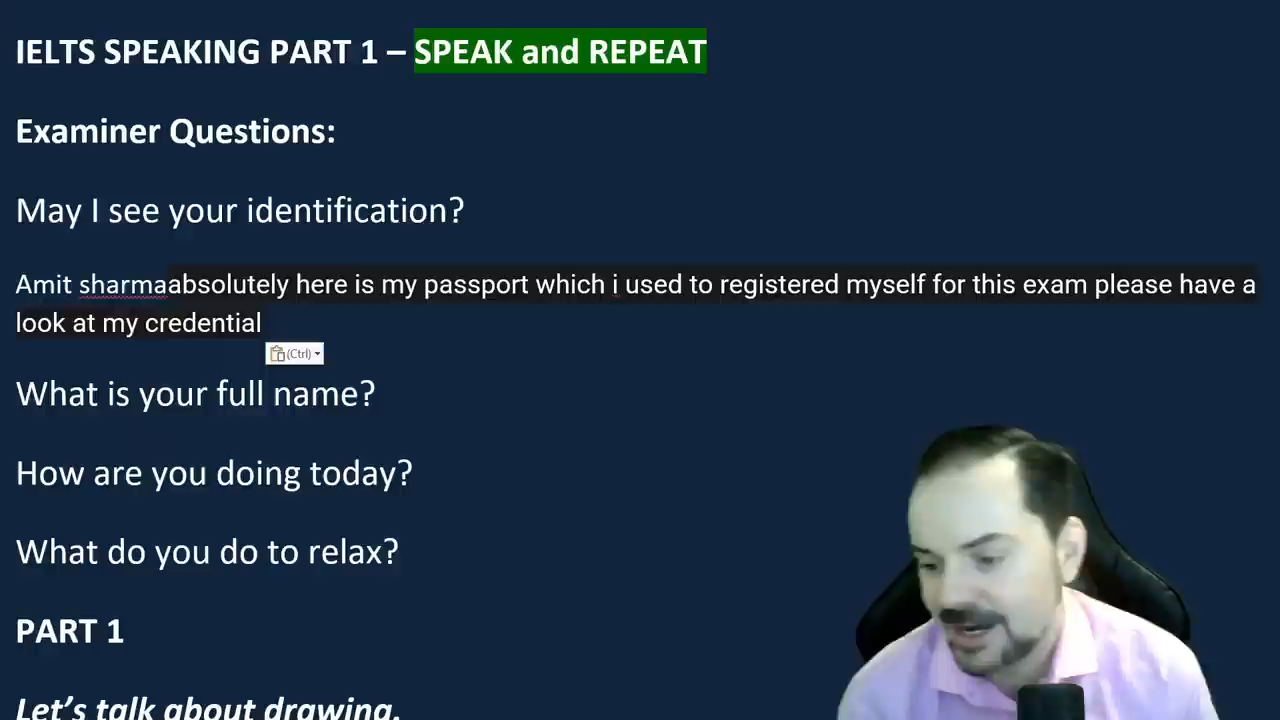 IELTS SPEAKING PART 1 – SPEAK and REPEAT
Examiner Questions:
May I see your identification?
Amit sharmaabsolutely here is my passport which i used to registered myself for this exam please have a
look at my credential
(Ctrl)
What is your full name?
How are you doing today?
What do you do to relax?
PART 1
Let's talk about drawing.